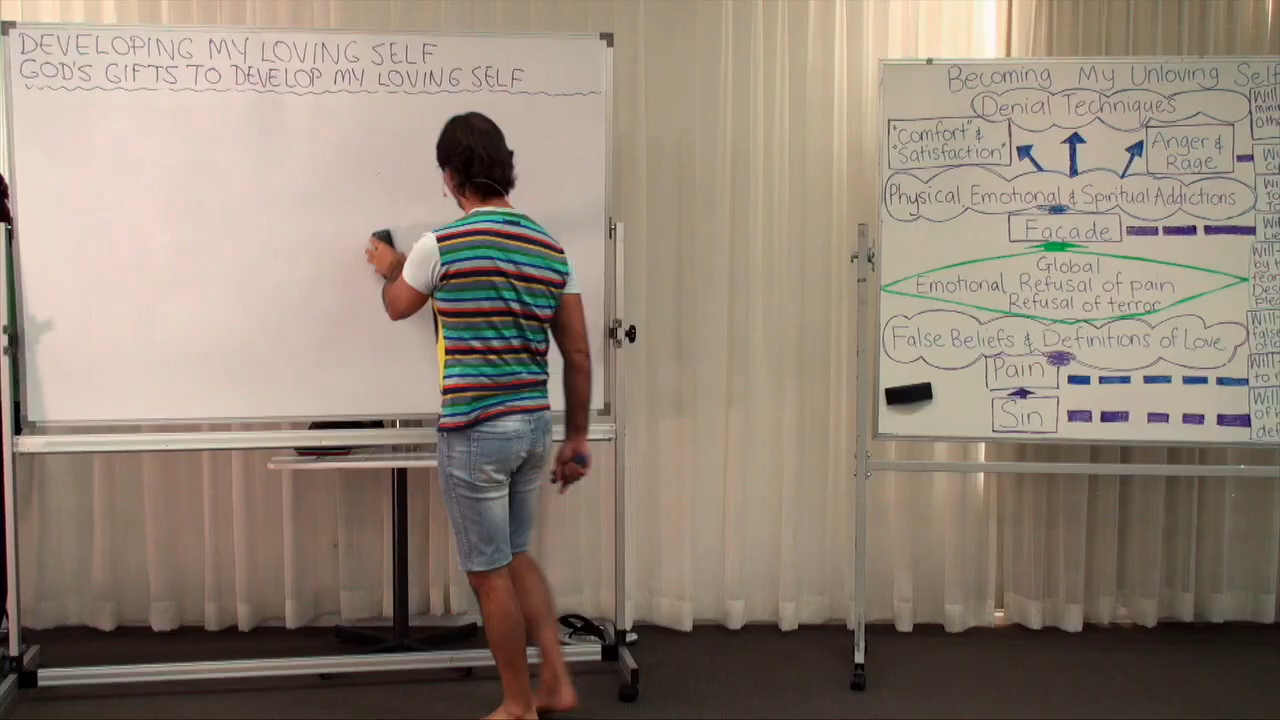 DEVELOPING MY LOVING SELF
GOD'S GIFTS TO DEVELOP MY LOVING SELF
Becoming My Unloving Self
Denial Techniques
"Comfort" &
"Satisfaction"
Anger &
Rage
Physical, Emotional & Spiritual Addictions
Façade
Global
Emotional Refusal of pain
Refusal of terror
False Beliefs & Definitions of Love
Pain
Sin
Will